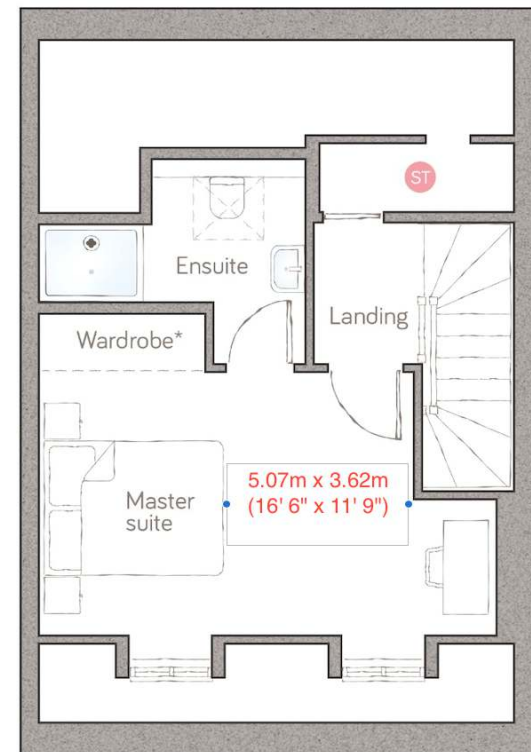 ST
Ensuite
Landing
Wardrobe*
5.07m x 3.62m
(16' 6" x 11' 9")
Master
suite